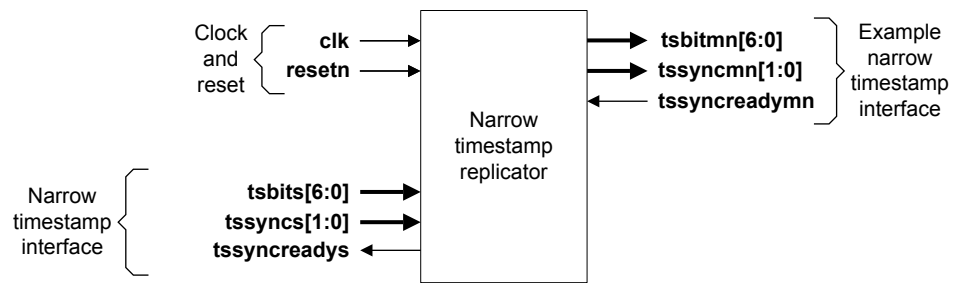 Clock
and
reset
clk
resetn
Narrow
timestamp
interface
tsbits[6:0]
tssyncs[1:0]
tssyncreadys
Narrow
timestamp
replicator
tsbitmn[6:0]
tssyncmn[1:0]
tssyncreadymn
Example
narrow
timestamp
interface